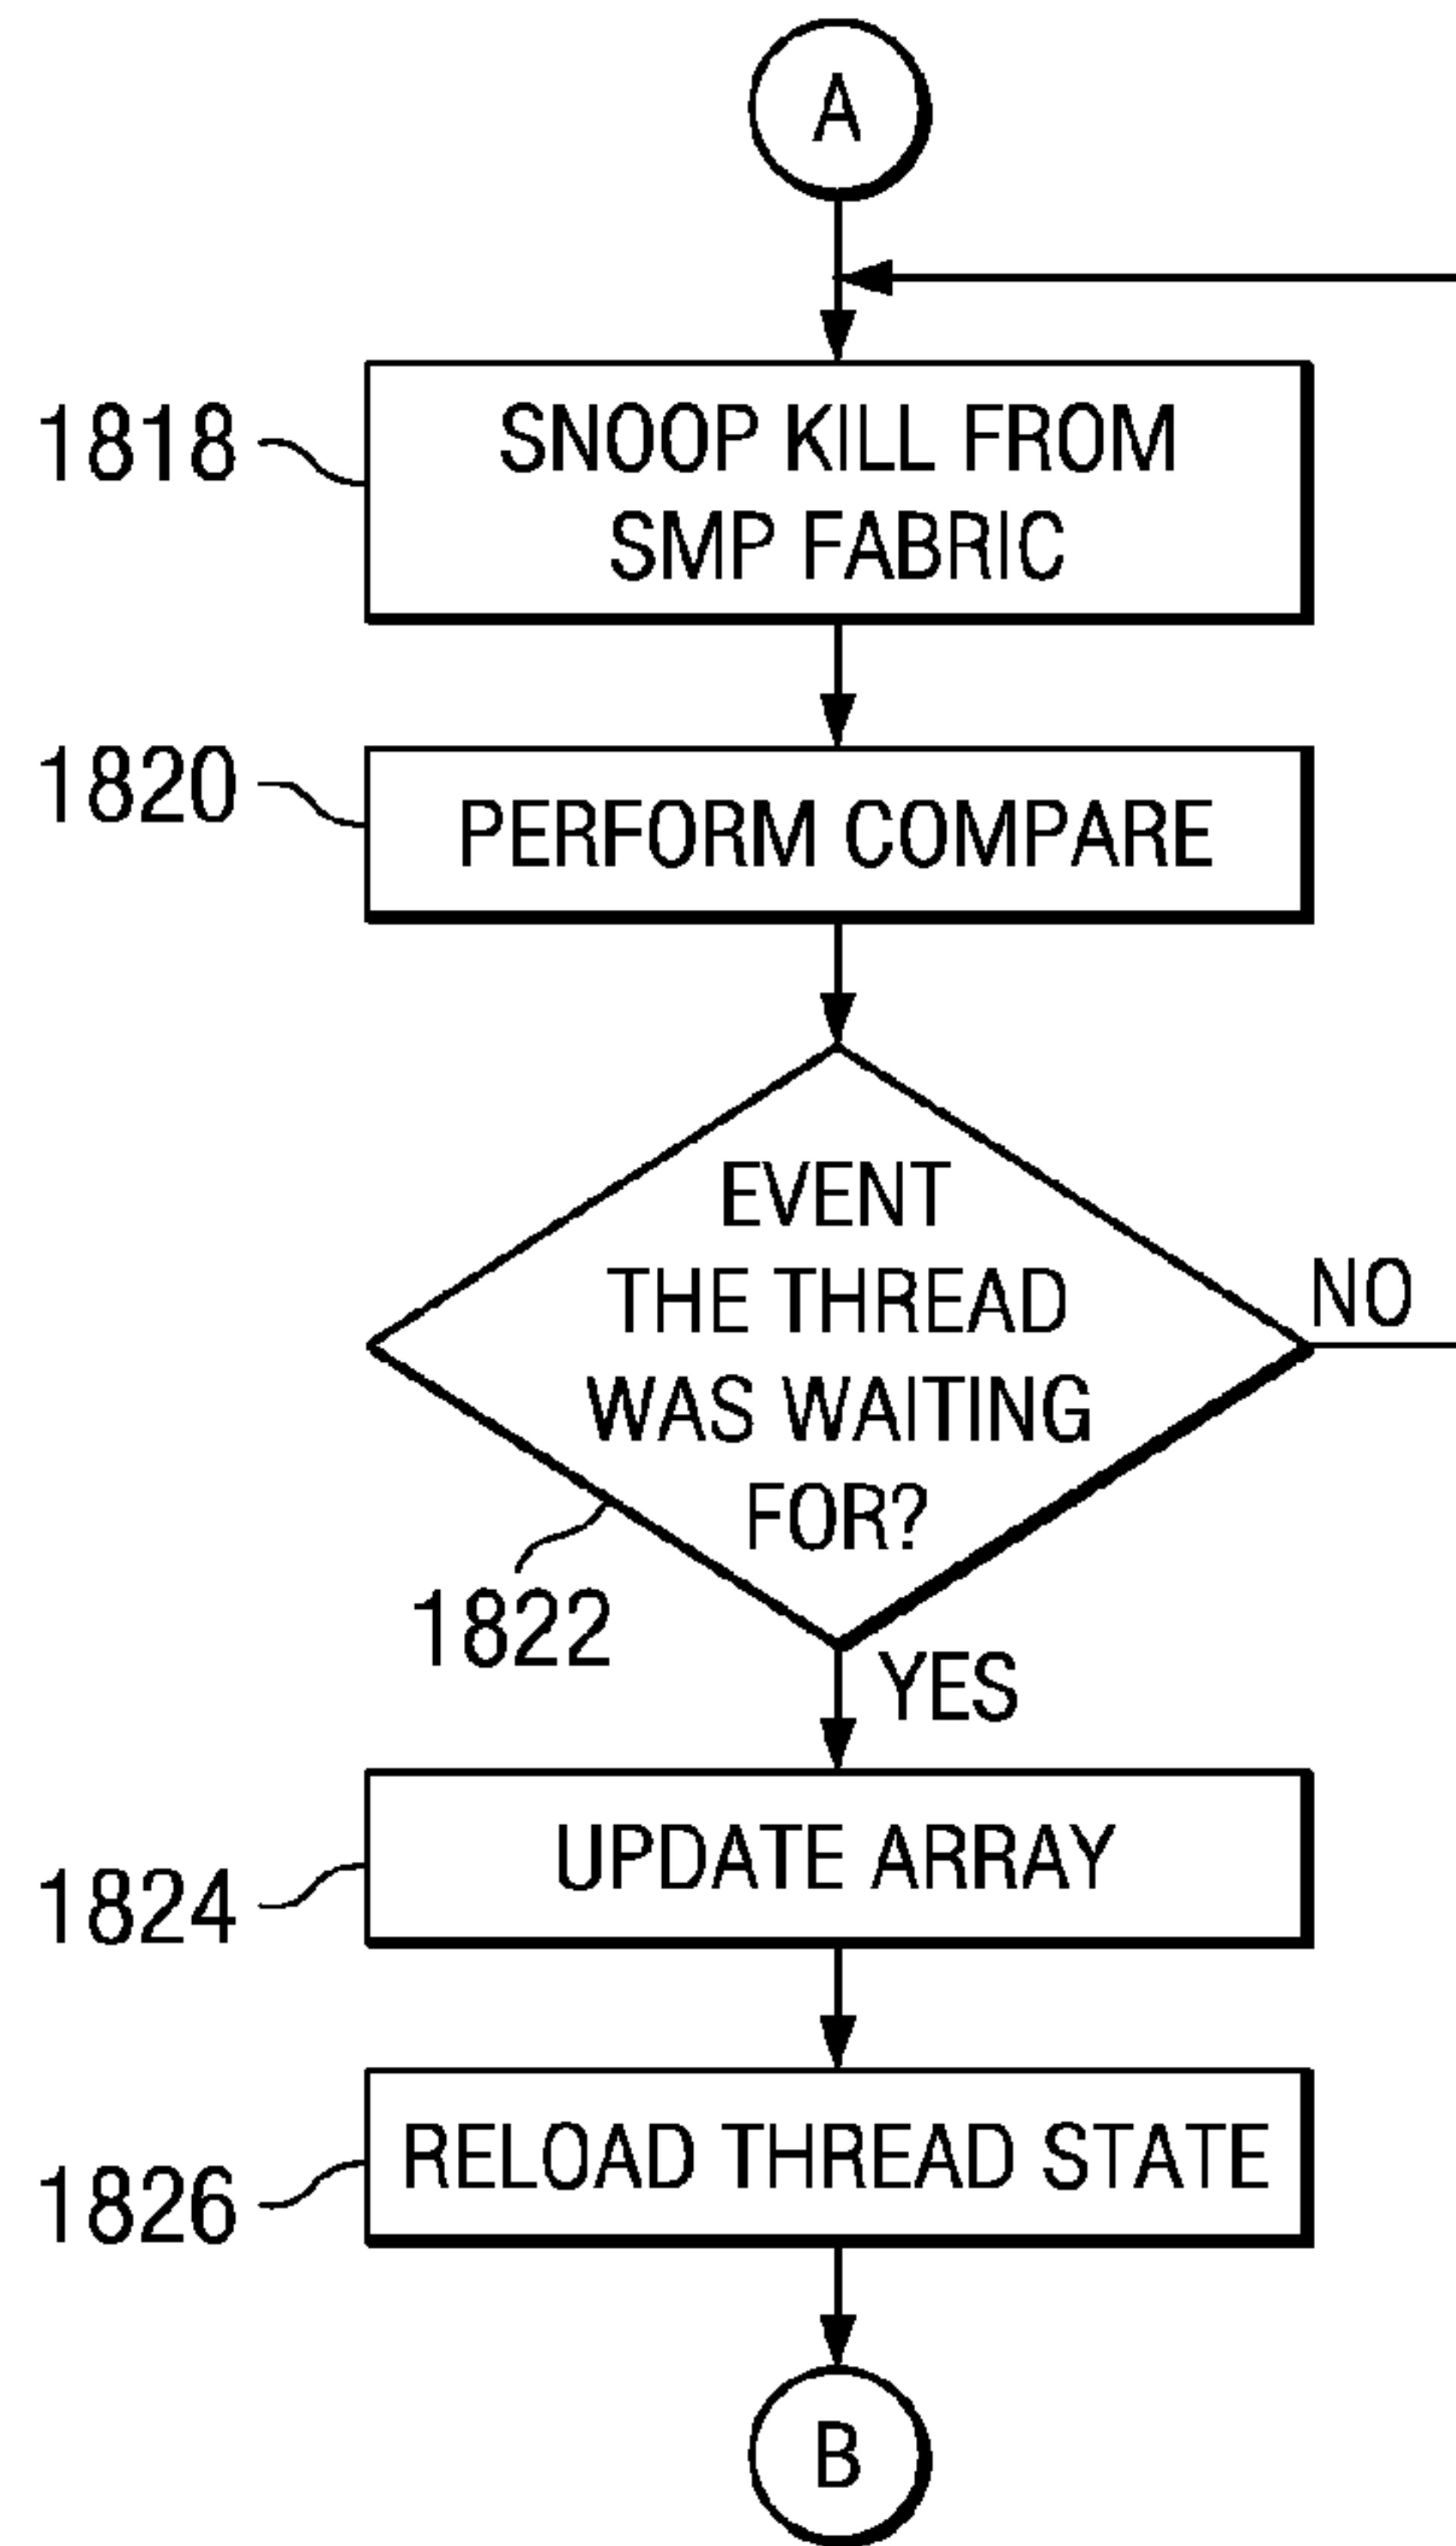 A
1818
SNOOP KILL FROM
SMP FABRIC
1820
PERFORM COMPARE
EVENT
THE THREAD
WAS WAITING
FOR?
NO
1822
YES
UPDATE ARRAY
1824
RELOAD THREAD STATE
1826
B